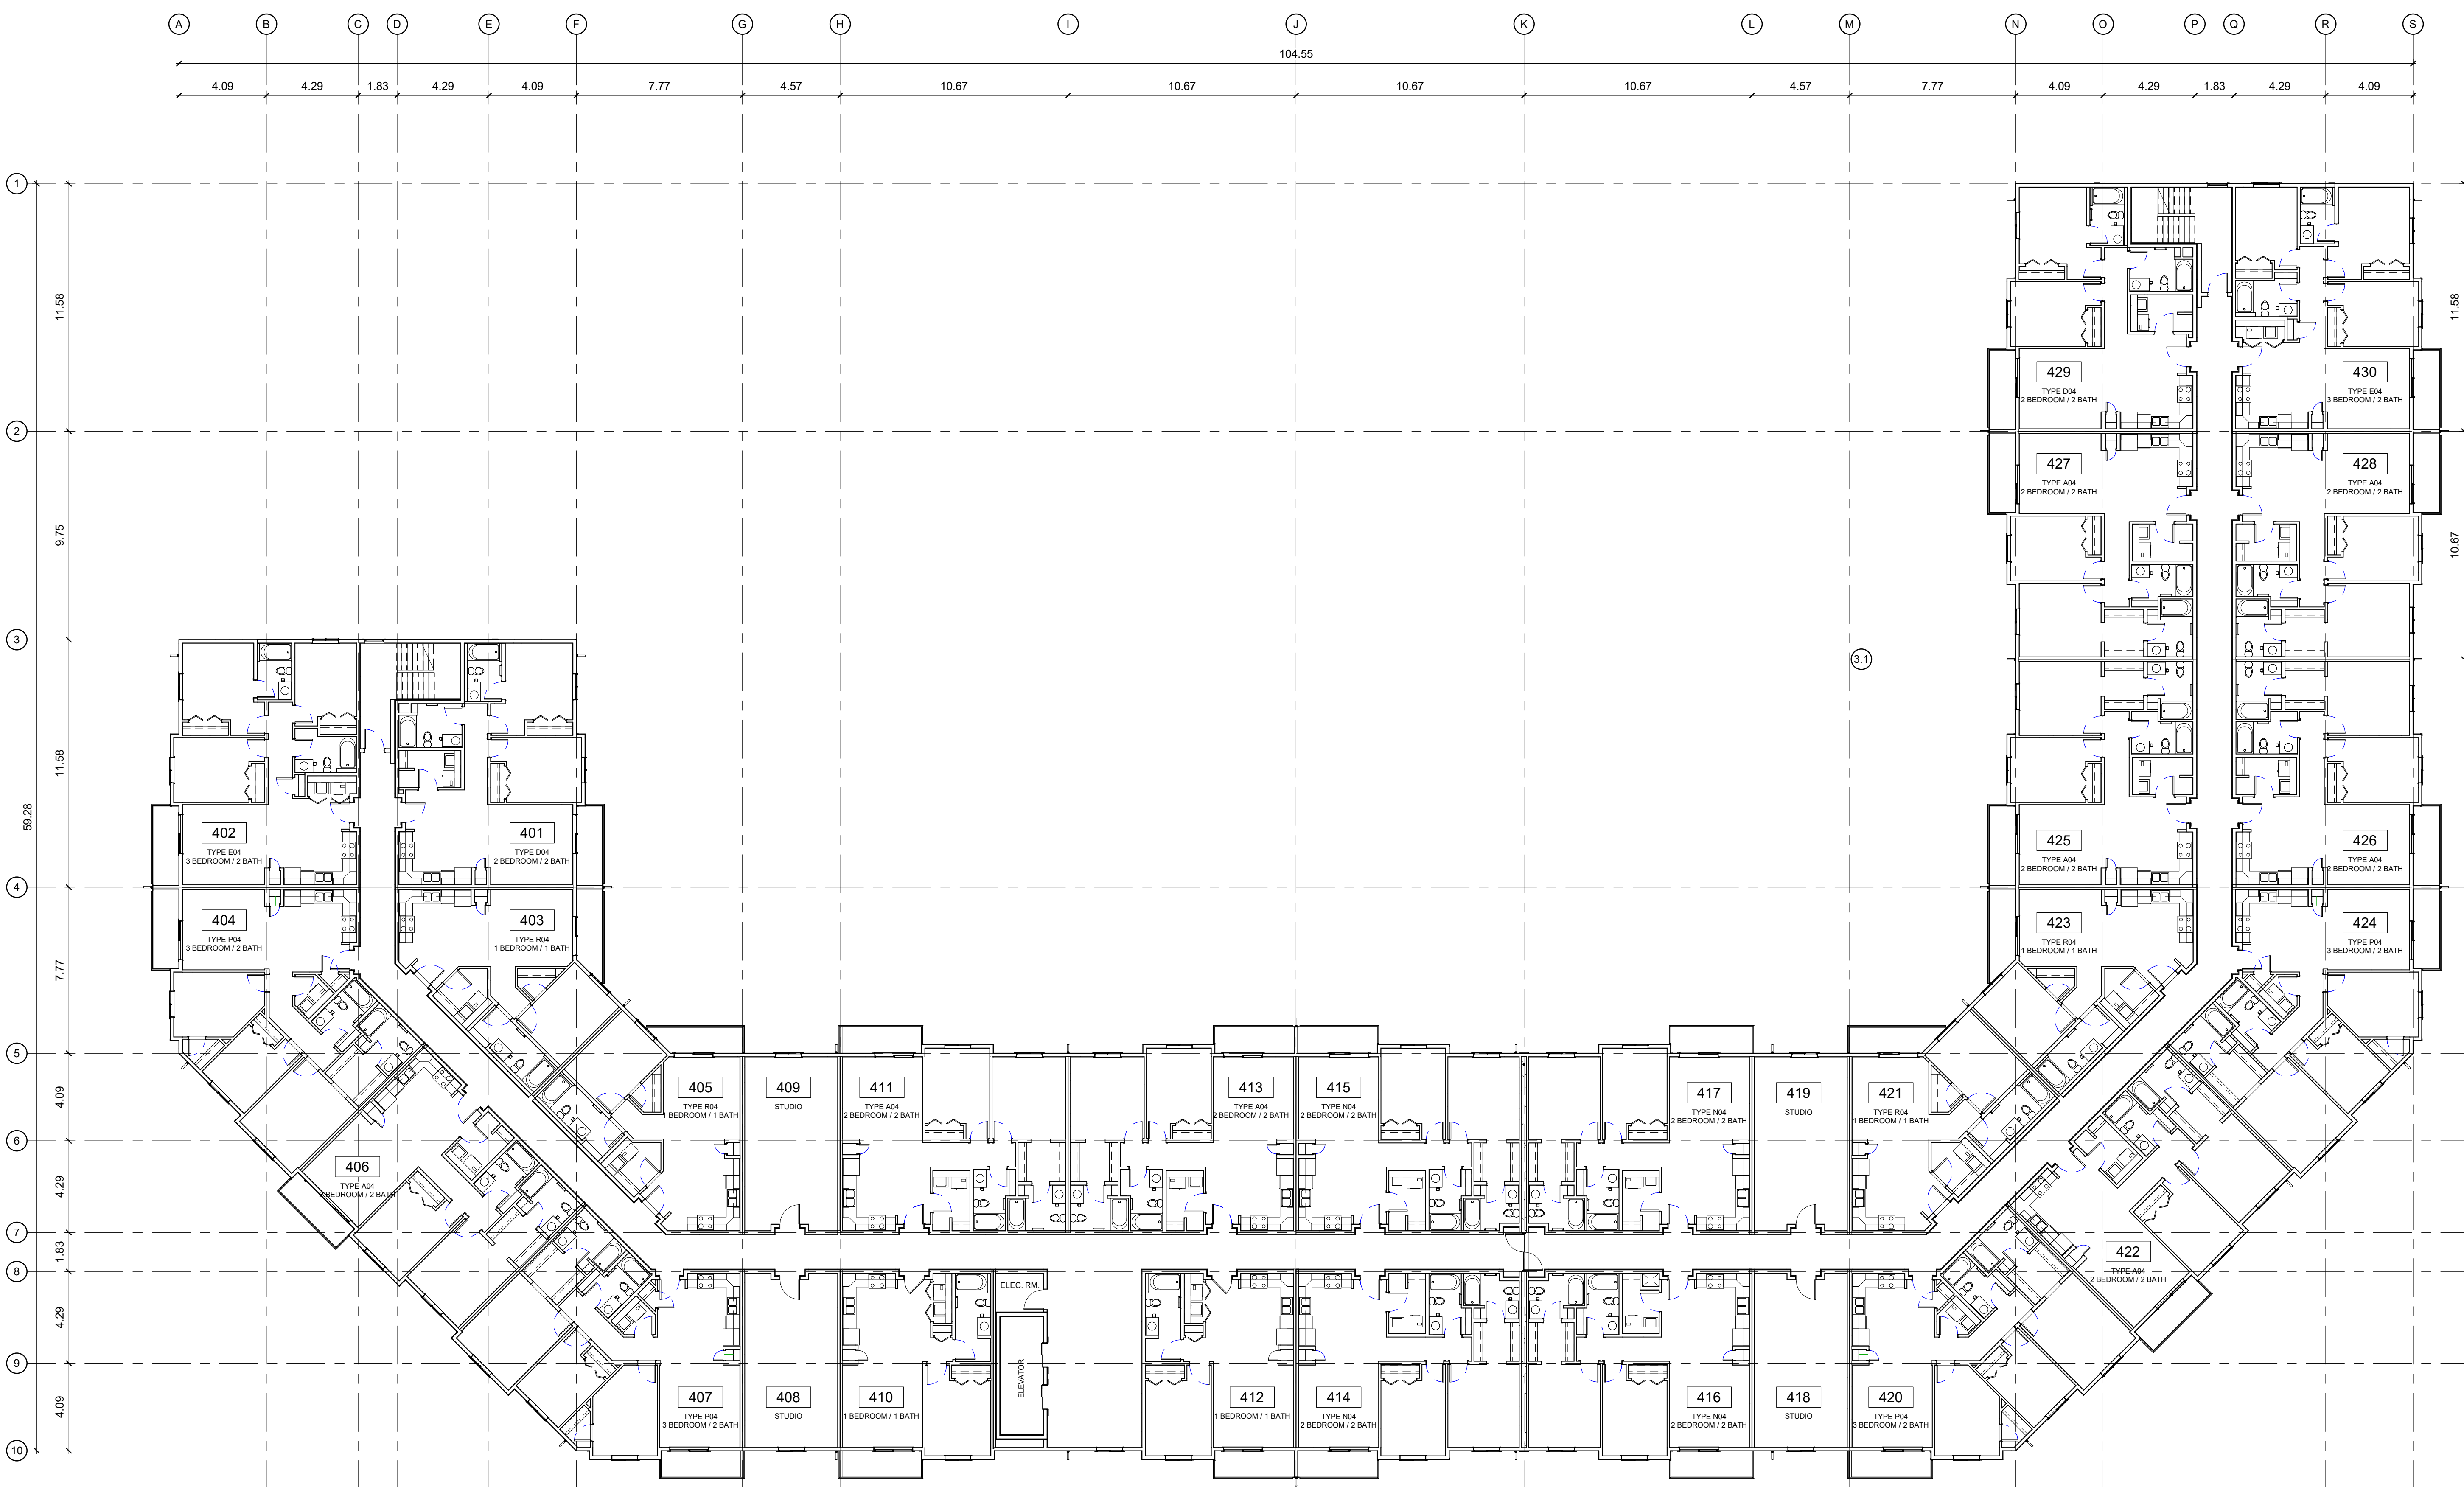 A B C D E F G H I J K L M N O P Q R S
104.55
4.09 4.29 1.83 4.29 4.09 7.77 4.57 10.67 10.67 10.67 10.67 4.57 7.77 4.09 4.29 1.83 4.29 4.09
1
11.58
11.58
429
TYPE D04
2 BEDROOM / 2 BATH
430
TYPE E04
3 BEDROOM / 2 BATH
2
427
TYPE A04
2 BEDROOM / 2 BATH
428
TYPE A04
2 BEDROOM / 2 BATH
9.75
10.67
3
3.1
11.58
59.28
402
TYPE E04
3 BEDROOM / 2 BATH
401
TYPE D04
2 BEDROOM / 2 BATH
425
TYPE A04
2 BEDROOM / 2 BATH
426
TYPE A04
2 BEDROOM / 2 BATH
4
404
TYPE P04
3 BEDROOM / 2 BATH
403
TYPE R04
1 BEDROOM / 1 BATH
423
TYPE R04
1 BEDROOM / 1 BATH
424
TYPE P04
3 BEDROOM / 2 BATH
7.77
5
4.09
405
TYPE R04
1 BEDROOM / 1 BATH
409
STUDIO
411
TYPE A04
2 BEDROOM / 2 BATH
413
TYPE A04
2 BEDROOM / 2 BATH
415
TYPE N04
2 BEDROOM / 2 BATH
417
TYPE N04
2 BEDROOM / 2 BATH
419
STUDIO
421
TYPE R04
1 BEDROOM / 1 BATH
6
406
TYPE A04
2 BEDROOM / 2 BATH
4.29
7
1.83
422
TYPE A04
2 BEDROOM / 2 BATH
8
ELEC. RM.
4.29
9
ELEVATOR
4.09
407
TYPE P04
3 BEDROOM / 2 BATH
408
STUDIO
410
1 BEDROOM / 1 BATH
412
1 BEDROOM / 1 BATH
414
TYPE N04
2 BEDROOM / 2 BATH
416
TYPE N04
2 BEDROOM / 2 BATH
418
STUDIO
420
TYPE P04
3 BEDROOM / 2 BATH
10